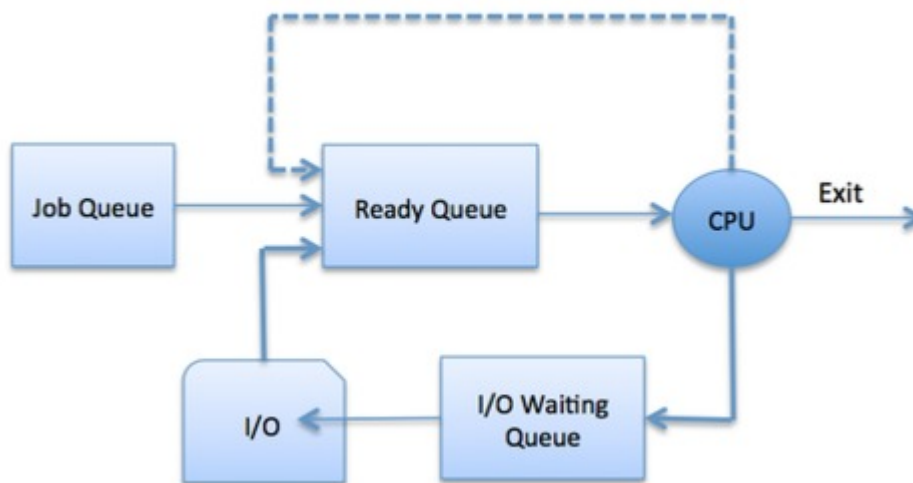 Job Queue
Ready Queue
CPU
Exit
I/O
I/O Waiting
Queue